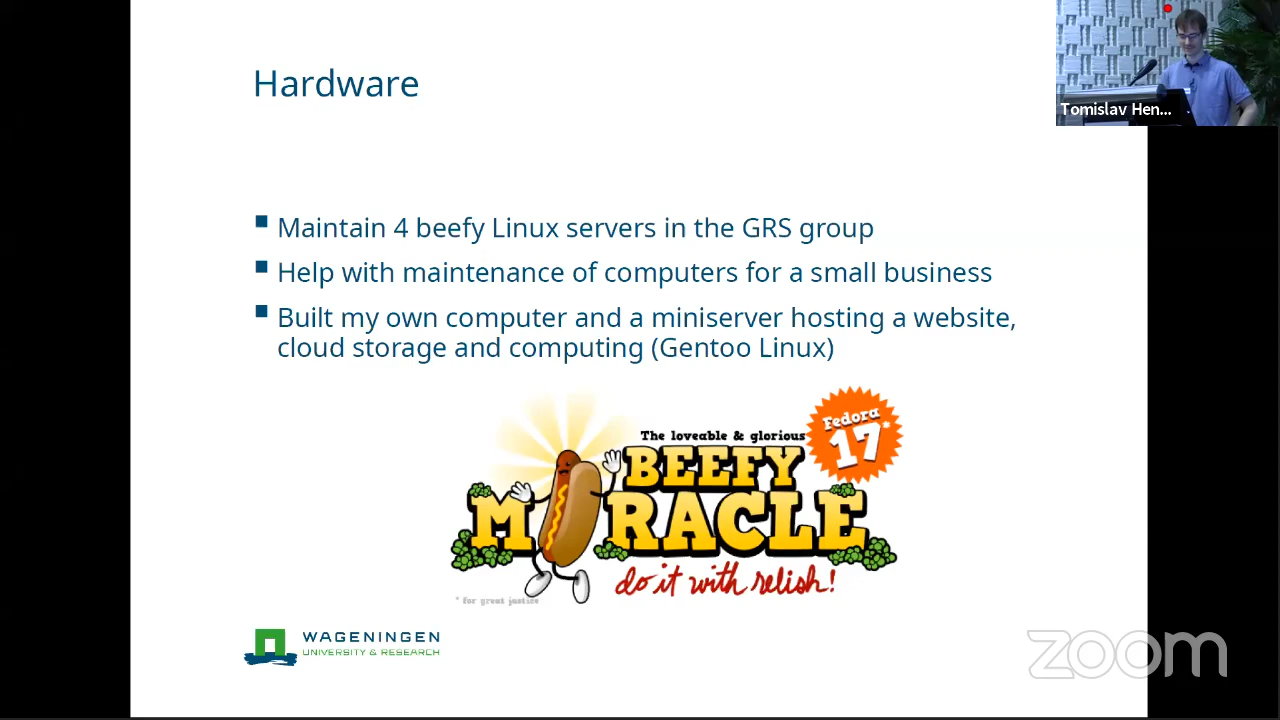 Hardware
Tomislav Hen...
Maintain 4 beefy Linux servers in the GRS group
Help with maintenance of computers for a small business
Built my own computer and a miniserver hosting a website,
cloud storage and computing (Gentoo Linux)
Fedora
17*
The loveable & glorious
BEEFY
MIRACLE
do it with relish!
* for great justice
WAGENINGEN
UNIVERSITY & RESEARCH
zoom